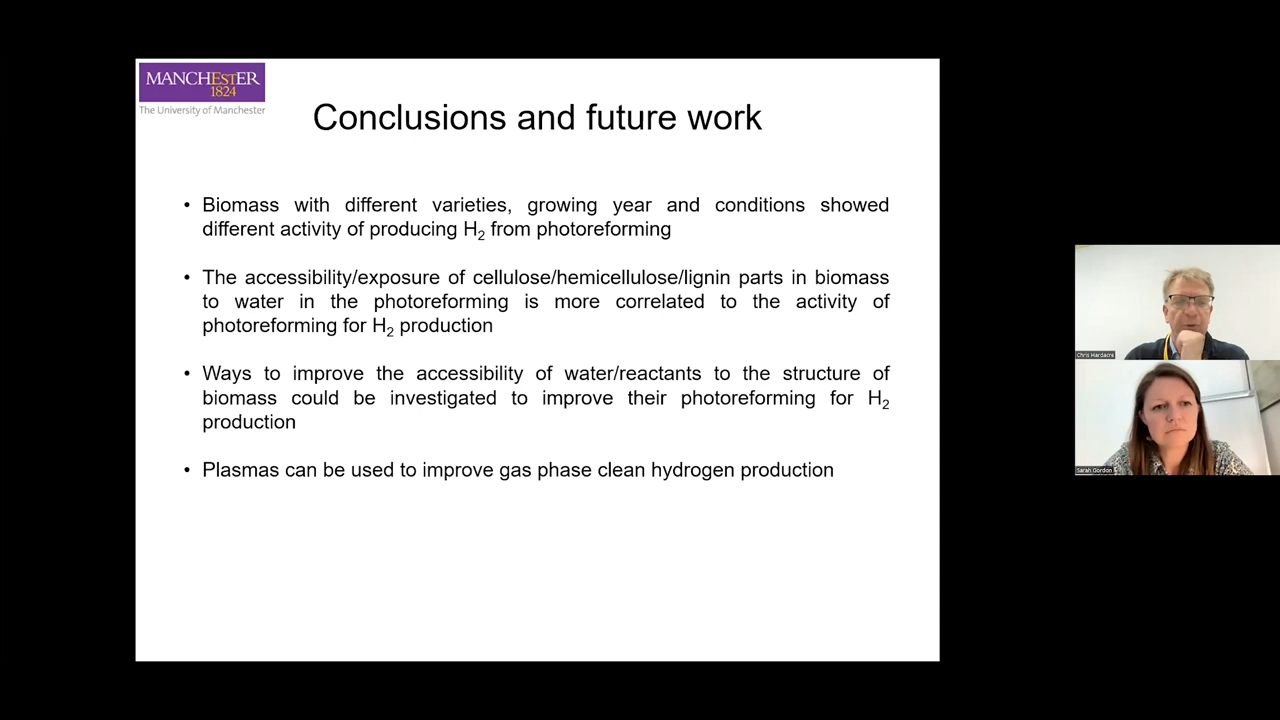 MANCHESTER
1824
The University of Manchester
Conclusions and future work
• Biomass with different varieties, growing year and conditions showed
different activity of producing H2 from photoreforming
• The accessibility/exposure of cellulose/hemicellulose/lignin parts in biomass
to water in the photoreforming is more correlated to the activity of
photoreforming for H2 production
• Ways to improve the accessibility of water/reactants to the structure of
biomass could be investigated to improve their photoreforming for H2
production
• Plasmas can be used to improve gas phase clean hydrogen production
Chris Hardacre
Sarah Gordon